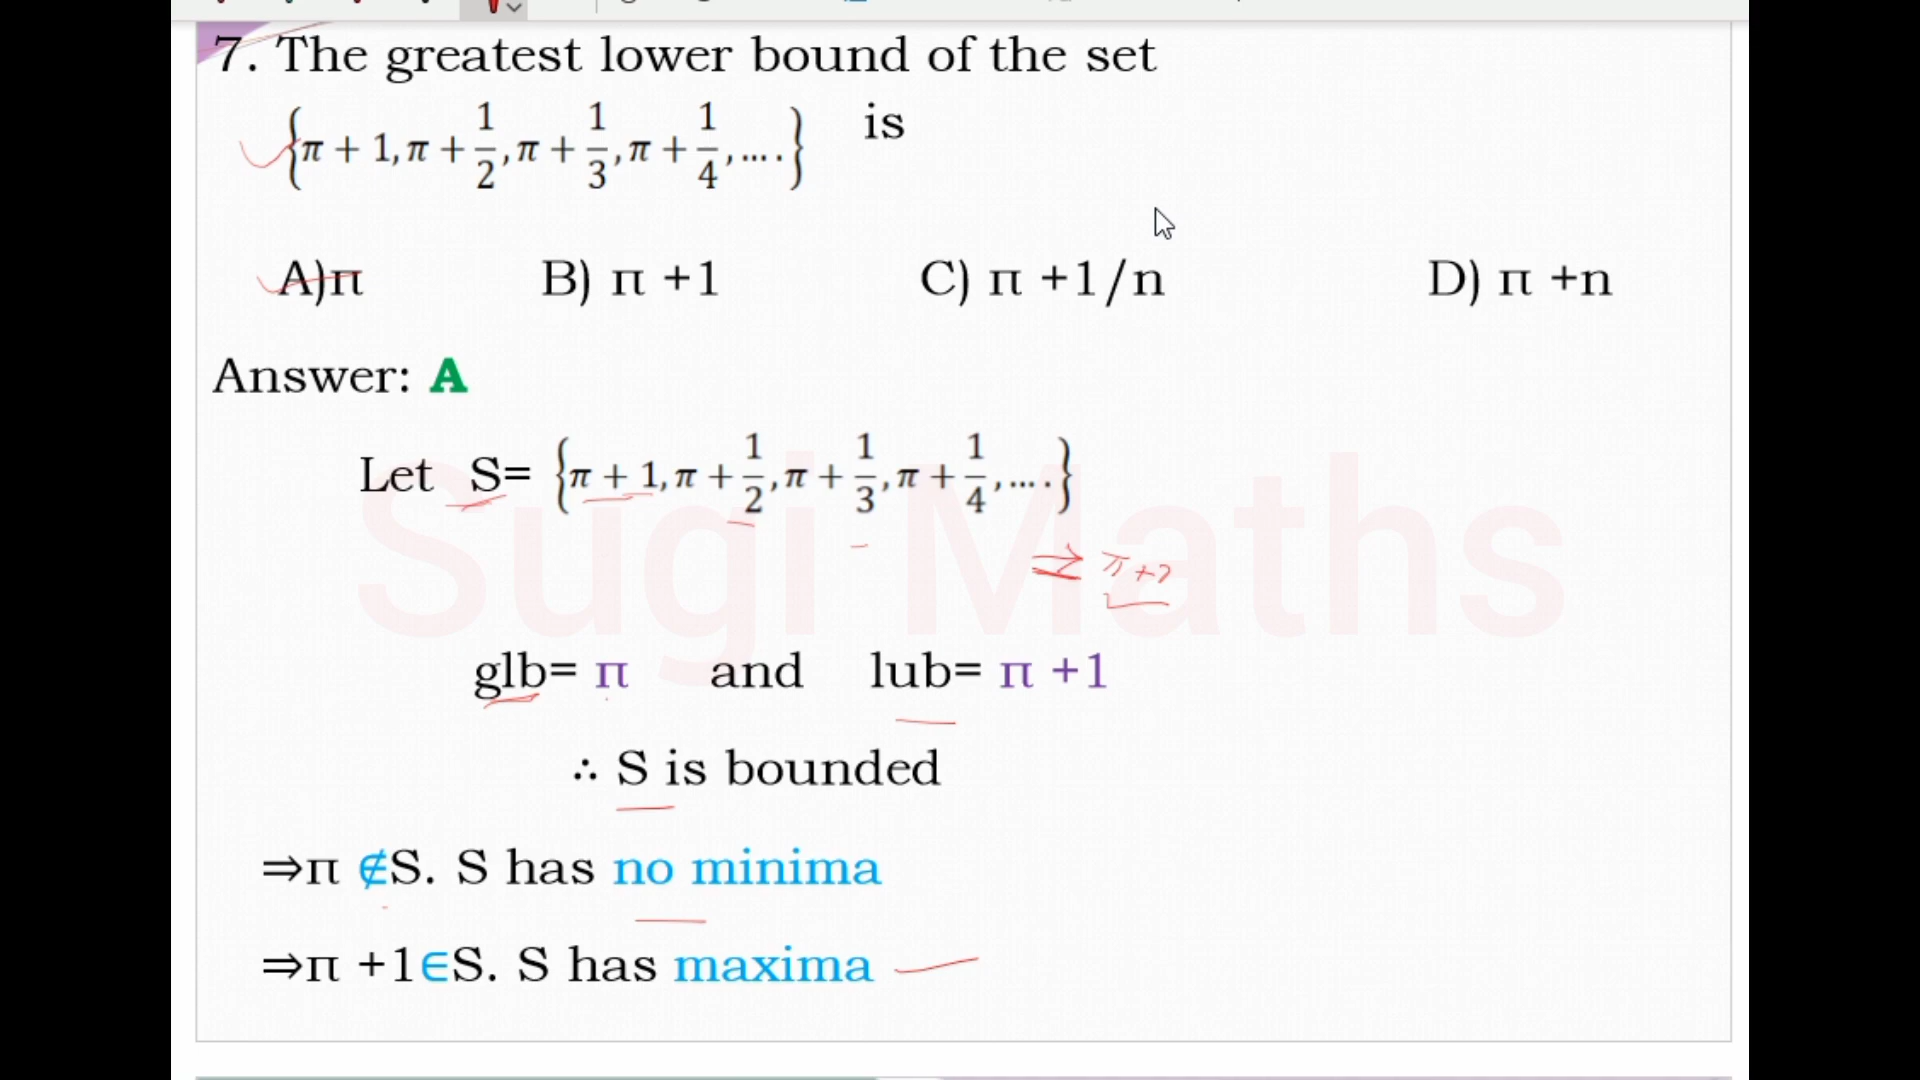 7. The greatest lower bound of the set
{π + 1, π + 1/2, π + 1/3, π + 1/4, ....} is
A)π B) π +1 C) π +1/n D) π +n
Answer: A
Let S= {π + 1, π + 1/2, π + 1/3, π + 1/4, ....}
glb= π and lub= π +1
∴ S is bounded
⇒π ∉S. S has no minima
⇒π +1∈S. S has maxima
Sugi Maths